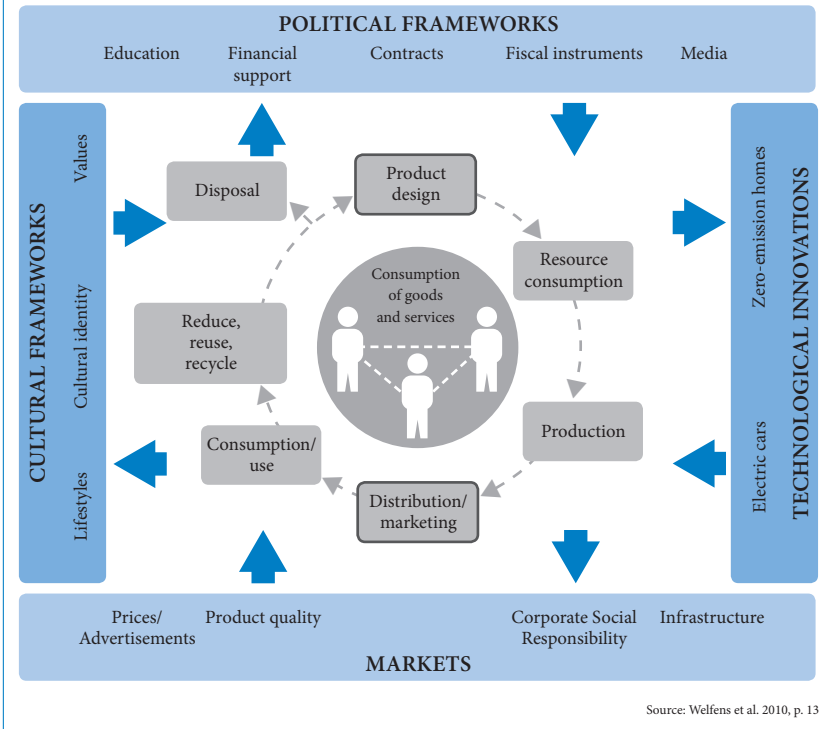 POLITICAL FRAMEWORKS
Education
Financial
support
Contracts
Fiscal instruments
Media
CULTURAL FRAMEWORKS
Values
Cultural identity
Lifestyles
Disposal
Product
design
Resource
consumption
Consumption
of goods
and services
Reduce,
reuse,
recycle
Production
Consumption/
use
Distribution/
marketing
Zero-emission homes
Electric cars
TECHNOLOGICAL INNOVATIONS
Prices/
Advertisements
Product quality
Corporate Social
Responsibility
Infrastructure
MARKETS
Source: Welfens et al. 2010, p. 13